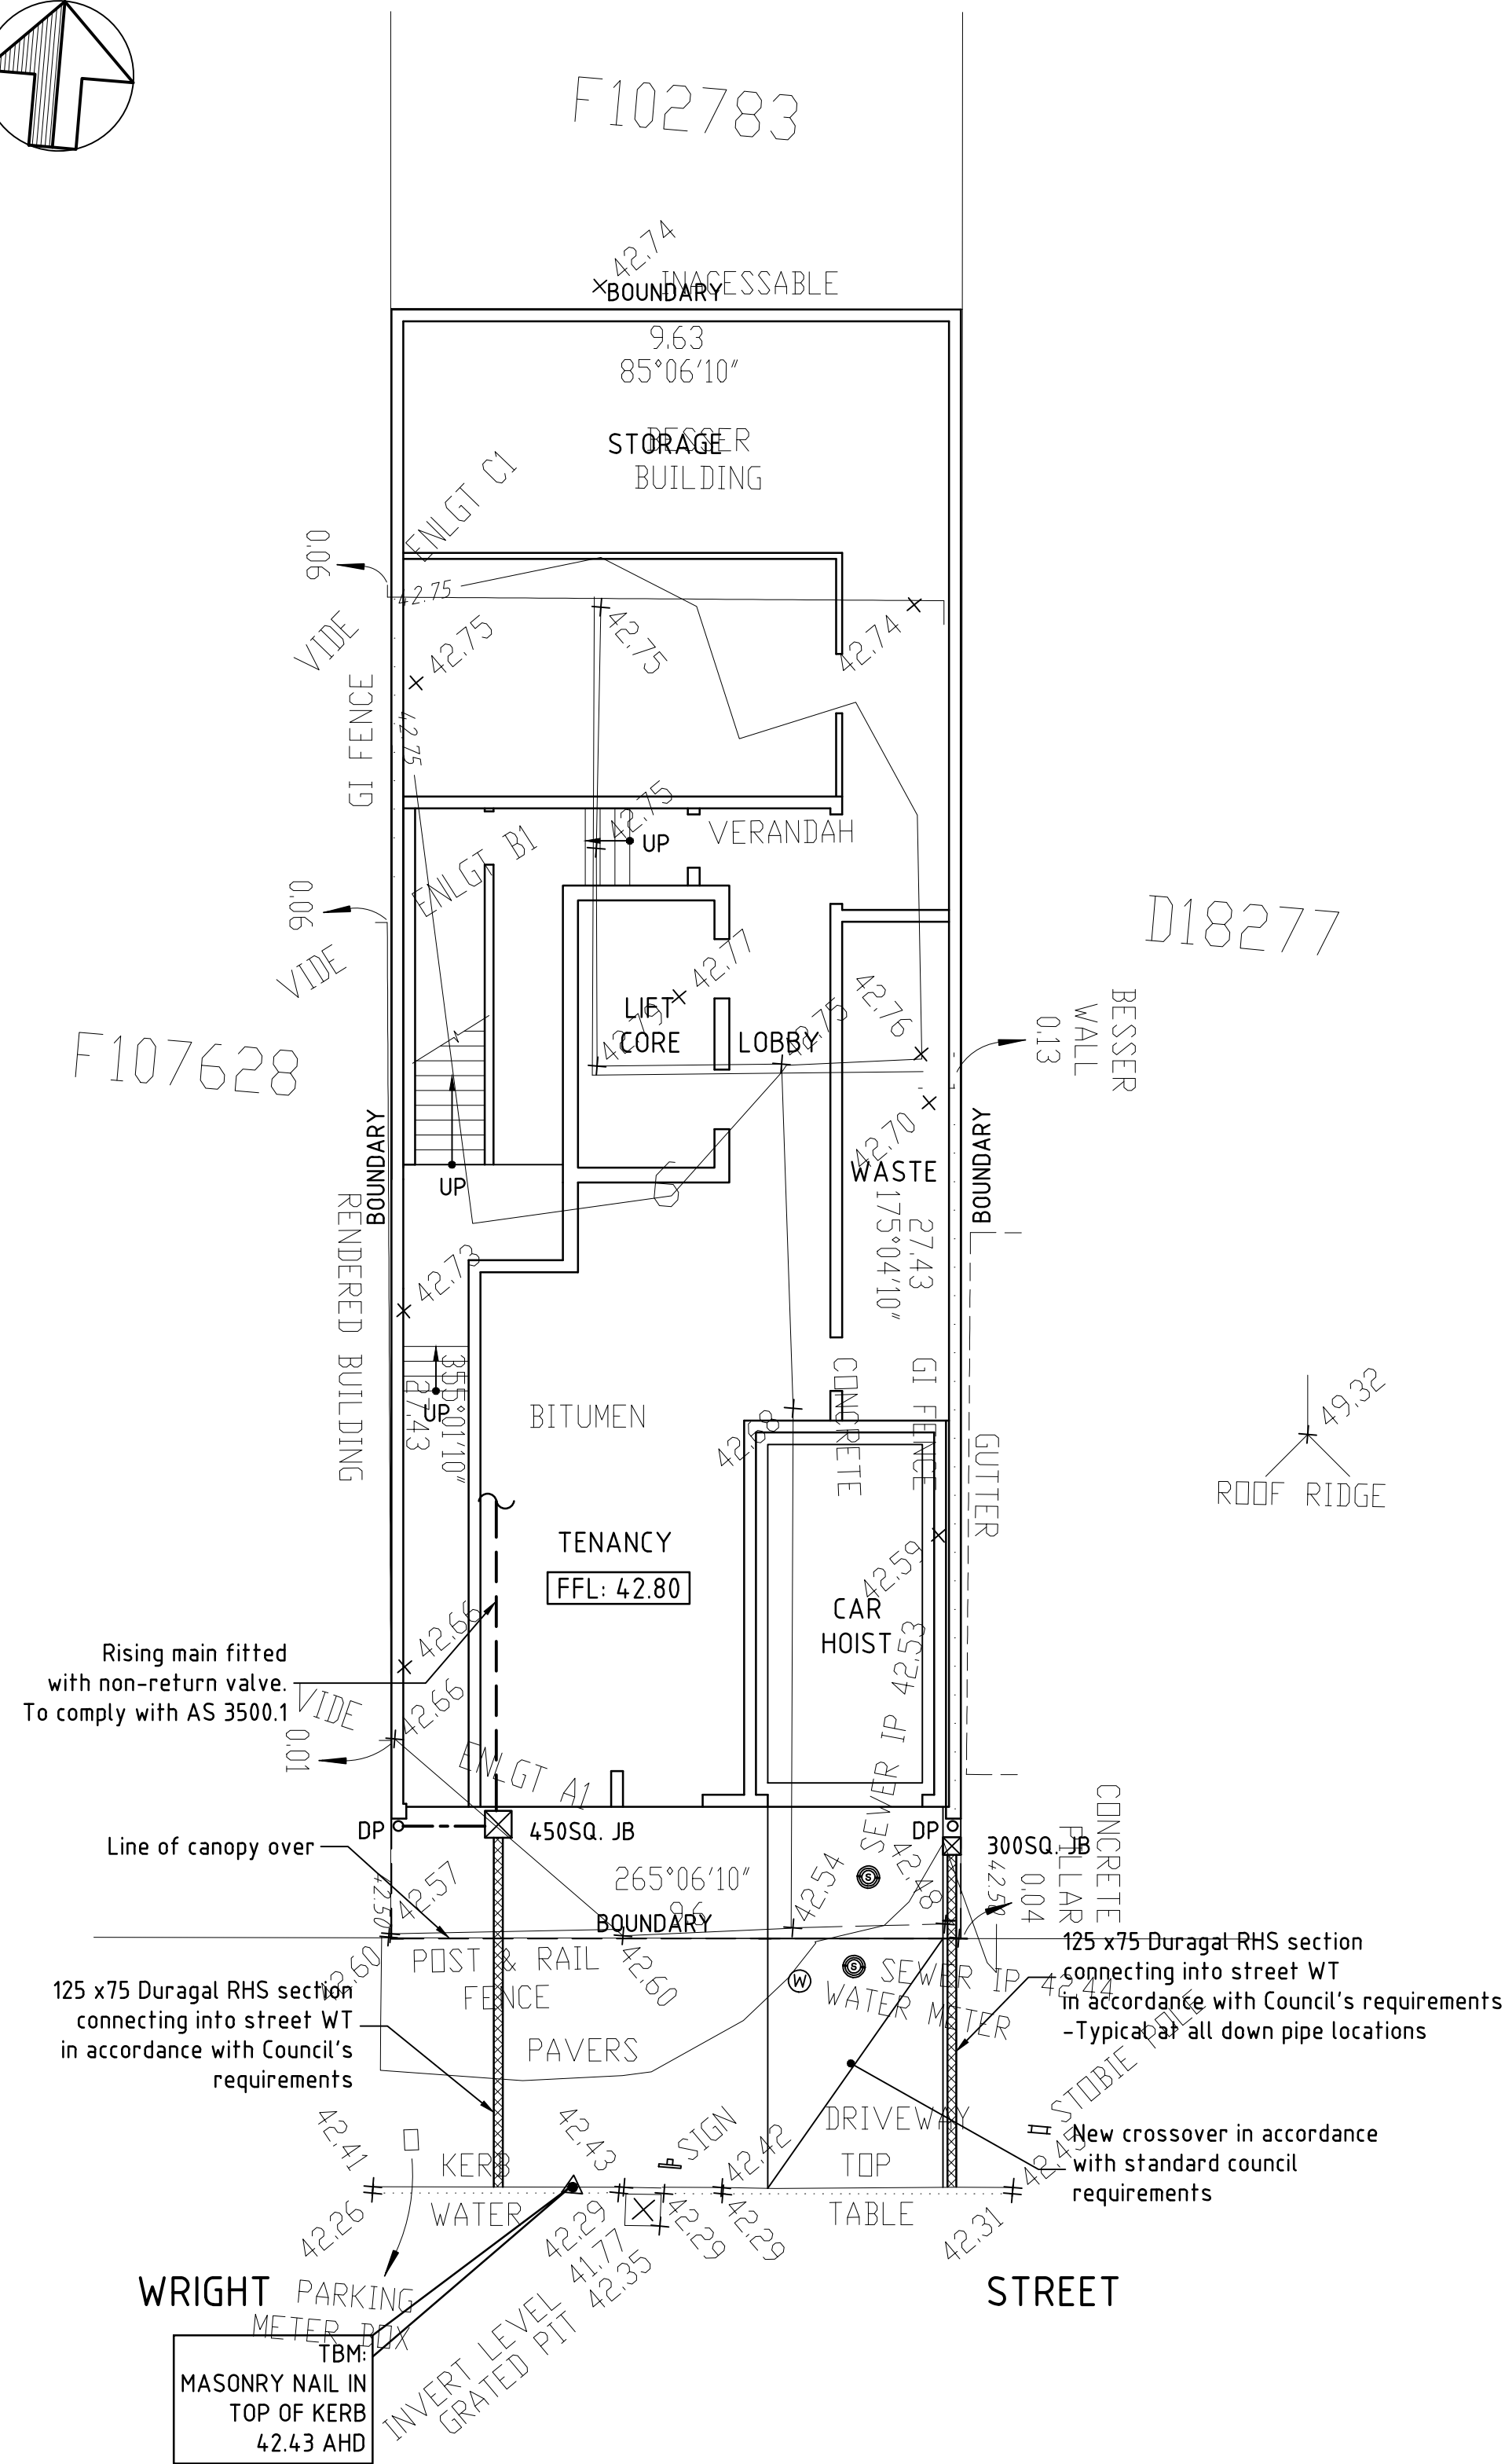 F102783
42.74
INACESSABLE
BOUNDARY
9.63
85°06'10"
STORAGE
BESSER
BUILDING
ENLGT C1
0.06
VIDE
42.75
42.75
42.75
42.74
GI FENCE
42.75
42.75
UP
VERANDAH
ENLGT B1
0.06
VIDE
D18277
42.77
42.76
LIFT
CORE
LOBBY
42.75
BESSER
WALL
0.13
F107628
42.70
WASTE
BOUNDARY
BOUNDARY
UP
RENDERED BUILDING
27.43
175°04'10"
42.73
355°01'10"
27.43
UP
BITUMEN
42.68
CONCRETE
GI FENCE
GUTTER
49.32
ROOF RIDGE
TENANCY
FFL: 42.80
42.59
CAR
HOIST
42.66
Rising main fitted
with non-return valve.
To comply with AS 3500.1
VIDE
42.66
0.01
SEWER IP 42.53
ENLGT A1
DP
450SQ. JB
DP
300SQ. JB
CONCRETE
PILLAR
0.04
Line of canopy over
265°06'10"
9.6
42.50
42.57
42.54
42.48
42.50
BOUNDARY
42.60
POST & RAIL
FENCE
42.60
W
S
S
SEWER IP 42.44
WATER METER
125 x75 Duragal RHS section
connecting into street WT
in accordance with Council's requirements
-Typical at all down pipe locations
125 x75 Duragal RHS section
connecting into street WT
in accordance with Council's
requirements
PAVERS
STOBIE POLE
DRIVEWAY
New crossover in accordance
with standard council
requirements
42.41
42.43
SIGN
42.42
42.45
KERB
TOP
WATER
TABLE
42.26
42.29
42.29
42.29
42.31
WRIGHT
STREET
PARKING
METER BOX
INVERT LEVEL 41.77
GRATED PIT 42.35
TBM:
MASONRY NAIL IN
TOP OF KERB
42.43 AHD